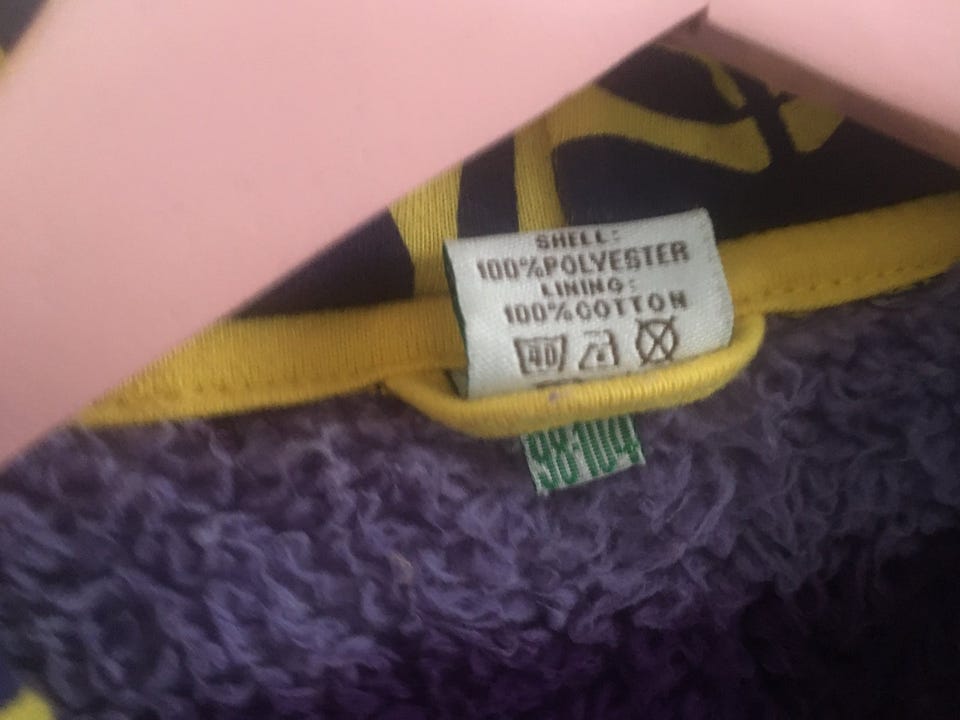 SHELL:
100%POLYESTER
LINING:
100%COTTON
40
98-104